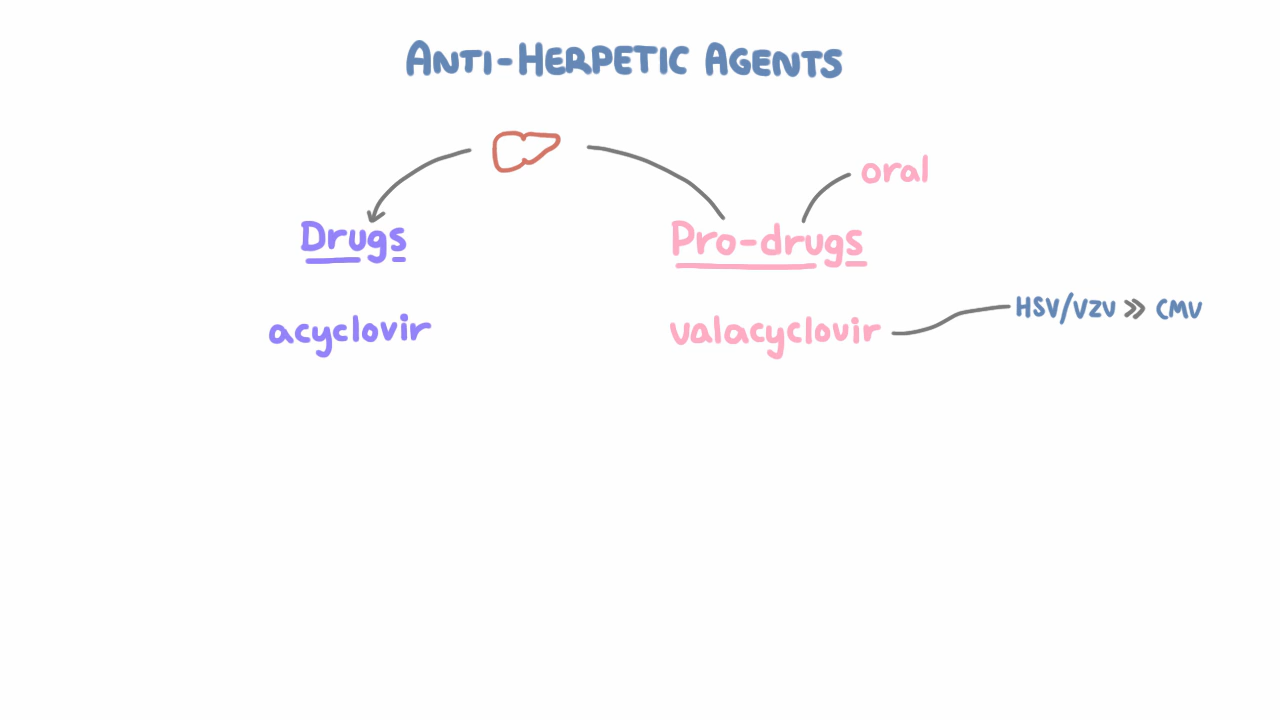 ANTI-HERPETIC AGENTS
oral
Drugs
Pro-drugs
acyclovir
valacyclovir
HSV/VZV >> CMV